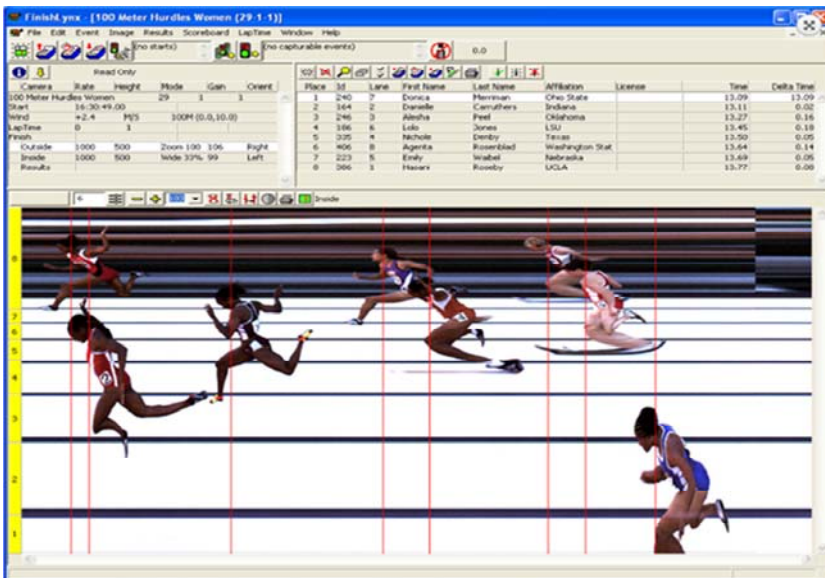 FinishLynx - [100 Meter Hurdles Women (29-1-1)]
File Edit Event Image Results Scoreboard LapTime Window Help
(no starts) (no capturable events) 0.0
Read Only
Camera Rate Height Mode Gain Orient
100 Meter Hurdles Women 29 1 1
Start 16:30:49.00
Wind +2.4 M/S 100M (0.0,10.0)
LapTime 0 1
Finish
Outside 1000 500 Zoom 100 106 Right
Inside 1000 500 Wide 33% 99 Left
Results
Place Id Lane First Name Last Name Affiliation License Time Delta Time
1 240 7 Donica Merriman Ohio State 13.09 13.09
2 164 2 Danielle Carruthers Indiana 13.11 0.02
3 246 3 Alesha Peel Oklahoma 13.27 0.16
4 186 6 Lolo Jones LSU 13.45 0.18
5 335 4 Nichole Denby Texas 13.50 0.05
6 406 8 Agenta Rosenblad Washington Stat 13.64 0.14
7 223 5 Emily Waibel Nebraska 13.69 0.05
8 386 1 Hasani Roseby UCLA 13.77 0.08
6 100 Inside
8
7
6
5
4
3
2
1